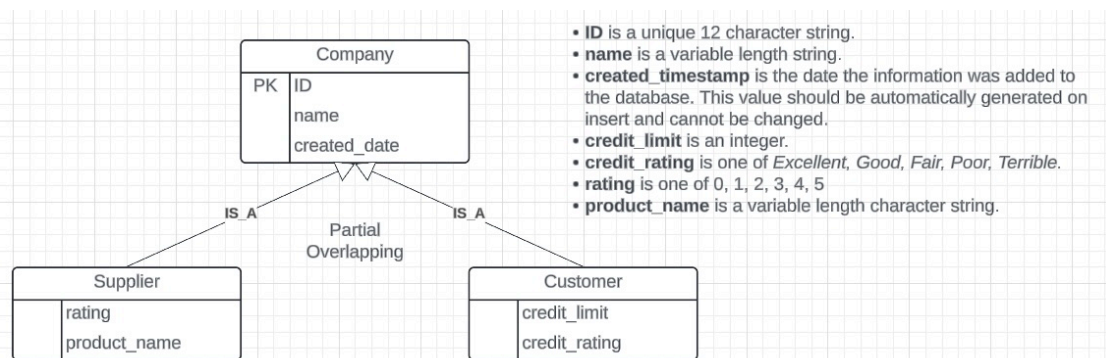 Company
PK ID
name
created_date
IS_A
IS_A
Partial
Overlapping
Supplier
rating
product_name
Customer
credit_limit
credit_rating
• ID is a unique 12 character string.
• name is a variable length string.
• created_timestamp is the date the information was added to
the database. This value should be automatically generated on
insert and cannot be changed.
• credit_limit is an integer.
• credit_rating is one of Excellent, Good, Fair, Poor, Terrible.
• rating is one of 0, 1, 2, 3, 4, 5
• product_name is a variable length character string.